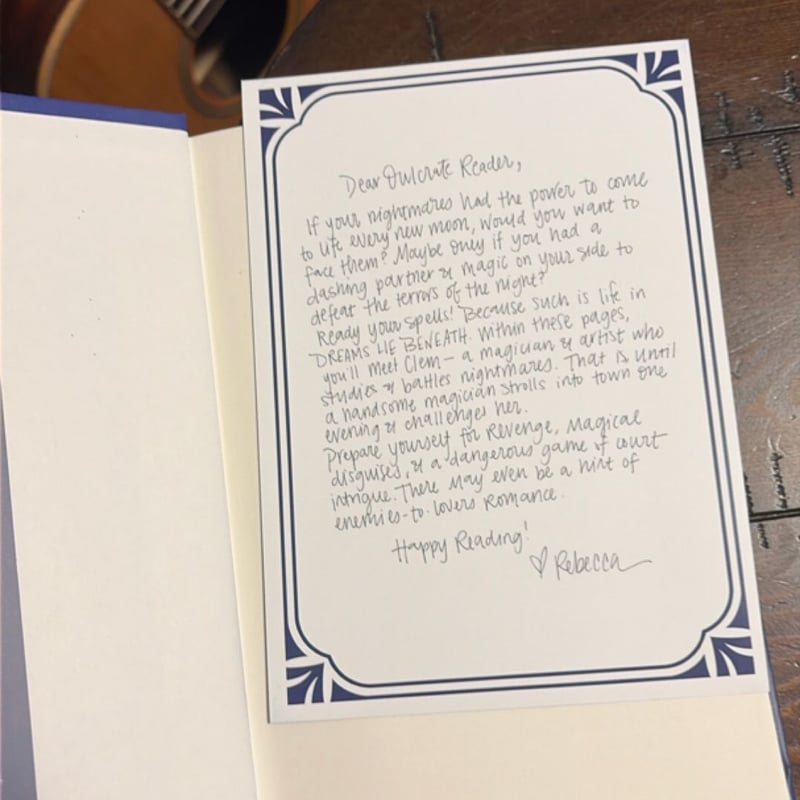 Dear Owlcrate Reader,
If your nightmares had the power to come
to life every new moon, would you want to
face them? Maybe only if you had a
dashing partner & magic on your side to
defeat the terrors of the night?
Ready your spells! Because such is life in
DREAMS LIE BENEATH. Within these pages,
you'll meet Clem – a magician & artist who
studies & battles nightmares. That is until
a handsome magician strolls into town one
evening & challenges her.
Prepare yourself for Revenge, Magical
disguises, & a dangerous game of court
intrigue. There may even be a hint of
enemies-to-lovers Romance.
Happy Reading!
♡ Rebecca